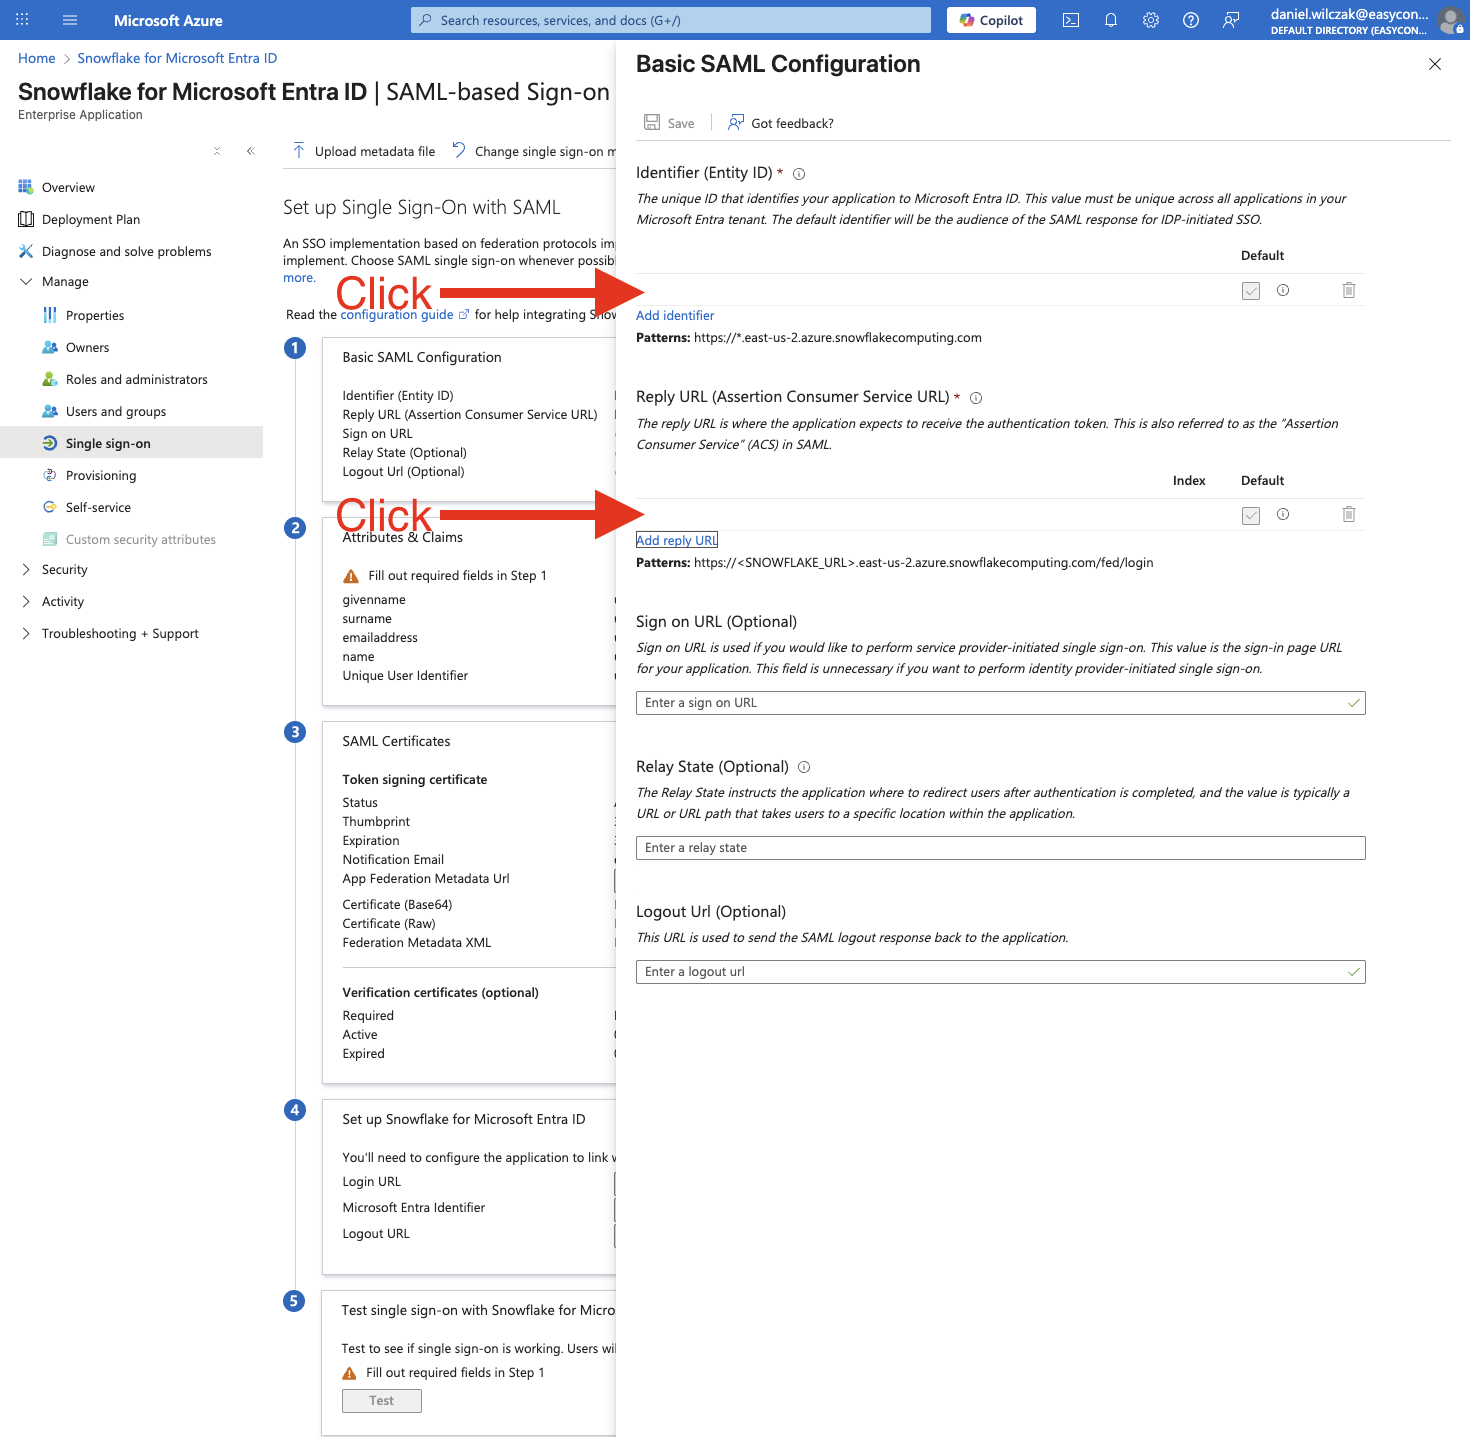 Microsoft Azure
Search resources, services, and docs (G+/)
Copilot
daniel.wilczak@easycon...
DEFAULT DIRECTORY (EASYCON...
Home > Snowflake for Microsoft Entra ID
Snowflake for Microsoft Entra ID | SAML-based Sign-on
Enterprise Application
Overview
Deployment Plan
Diagnose and solve problems
Manage
Properties
Owners
Roles and administrators
Users and groups
Single sign-on
Provisioning
Self-service
Custom security attributes
Security
Activity
Troubleshooting + Support
Upload metadata file
Change single sign-on m
Set up Single Sign-On with SAML
An SSO implementation based on federation protocols im
implement. Choose SAML single sign-on whenever possib
more.
Click
Read the configuration guide for help integrating Snow
1
Basic SAML Configuration
Identifier (Entity ID)
Reply URL (Assertion Consumer Service URL)
Sign on URL
Relay State (Optional)
Logout Url (Optional)
Click
2
Attributes & Claims
Fill out required fields in Step 1
givenname
surname
emailaddress
name
Unique User Identifier
3
SAML Certificates
Token signing certificate
Status
Thumbprint
Expiration
Notification Email
App Federation Metadata Url
Certificate (Base64)
Certificate (Raw)
Federation Metadata XML
Verification certificates (optional)
Required
Active
Expired
4
Set up Snowflake for Microsoft Entra ID
You'll need to configure the application to link w
Login URL
Microsoft Entra Identifier
Logout URL
5
Test single sign-on with Snowflake for Micro
Test to see if single sign-on is working. Users wil
Fill out required fields in Step 1
Test
Basic SAML Configuration
Save
Got feedback?
Identifier (Entity ID) *
The unique ID that identifies your application to Microsoft Entra ID. This value must be unique across all applications in your
Microsoft Entra tenant. The default identifier will be the audience of the SAML response for IDP-initiated SSO.
Default
Add identifier
Patterns: https://*.east-us-2.azure.snowflakecomputing.com
Reply URL (Assertion Consumer Service URL) *
The reply URL is where the application expects to receive the authentication token. This is also referred to as the "Assertion
Consumer Service" (ACS) in SAML.
Index Default
Add reply URL
Patterns: https://<SNOWFLAKE_URL>.east-us-2.azure.snowflakecomputing.com/fed/login
Sign on URL (Optional)
Sign on URL is used if you would like to perform service provider-initiated single sign-on. This value is the sign-in page URL
for your application. This field is unnecessary if you want to perform identity provider-initiated single sign-on.
Enter a sign on URL
Relay State (Optional)
The Relay State instructs the application where to redirect users after authentication is completed, and the value is typically a
URL or URL path that takes users to a specific location within the application.
Enter a relay state
Logout Url (Optional)
This URL is used to send the SAML logout response back to the application.
Enter a logout url